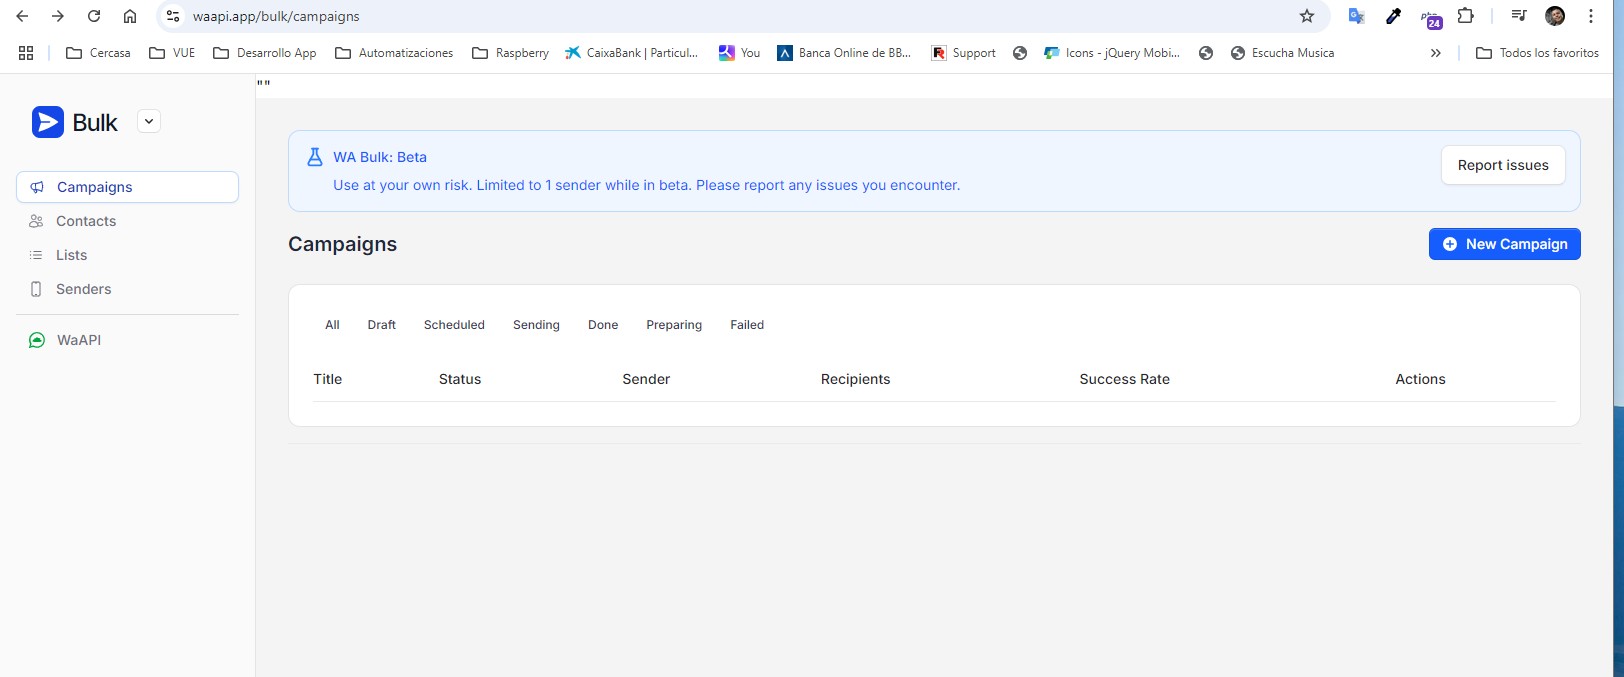 waapi.app/bulk/campaigns
24
Cercasa VUE Desarrollo App Automatizaciones Raspberry CaixaBank | Particul... You Banca Online de BB... Support Icons - jQuery Mobi... Escucha Musica » Todos los favoritos
""
Bulk
Campaigns
Contacts
Lists
Senders
WaAPI
WA Bulk: Beta
Use at your own risk. Limited to 1 sender while in beta. Please report any issues you encounter.
Report issues
Campaigns
New Campaign
All Draft Scheduled Sending Done Preparing Failed
Title Status Sender Recipients Success Rate Actions